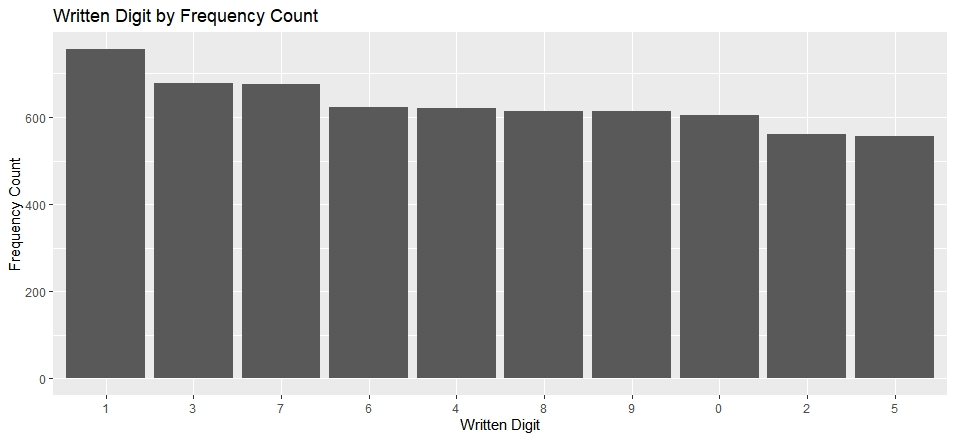 Written Digit by Frequency Count
Frequency Count
600
400
200
0
1 3 7 6 4 8 9 0 2 5
Written Digit